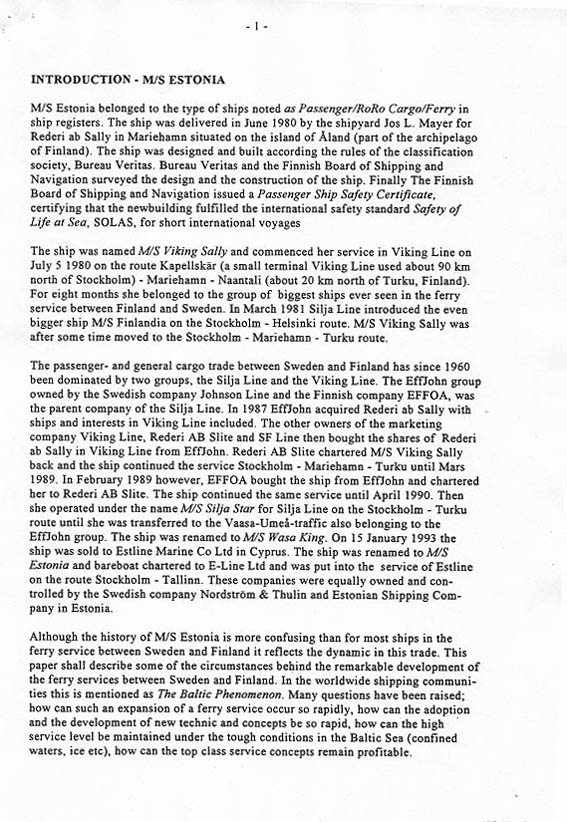 - 1 -
INTRODUCTION - M/S ESTONIA
M/S Estonia belonged to the type of ships noted as Passenger/RoRo Cargo/Ferry in
ship registers. The ship was delivered in June 1980 by the shipyard Jos L. Mayer for
Rederi ab Sally in Mariehamn situated on the island of Åland (part of the archipelago
of Finland). The ship was designed and built according the rules of the classification
society, Bureau Veritas. Bureau Veritas and the Finnish Board of Shipping and
Navigation surveyed the design and the construction of the ship. Finally The Finnish
Board of Shipping and Navigation issued a Passenger Ship Safety Certificate,
certifying that the newbuilding fulfilled the international safety standard Safety of
Life at Sea, SOLAS, for short international voyages
The ship was named M/S Viking Sally and commenced her service in Viking Line on
July 5 1980 on the route Kapellskär (a small terminal Viking Line used about 90 km
north of Stockholm) - Mariehamn - Naantali (about 20 km north of Turku, Finland).
For eight months she belonged to the group of biggest ships ever seen in the ferry
service between Finland and Sweden. In March 1981 Silja Line introduced the even
bigger ship M/S Finlandia on the Stockholm - Helsinki route. M/S Viking Sally was
after some time moved to the Stockholm - Mariehamn - Turku route.
The passenger- and general cargo trade between Sweden and Finland has since 1960
been dominated by two groups, the Silja Line and the Viking Line. The EffJohn group
owned by the Swedish company Johnson Line and the Finnish company EFFOA, was
the parent company of the Silja Line. In 1987 EffJohn acquired Rederi ab Sally with
ships and interests in Viking Line included. The other owners of the marketing
company Viking Line, Rederi AB Slite and SF Line then bought the shares of Rederi
ab Sally in Viking Line from EffJohn. Rederi AB Slite chartered M/S Viking Sally
back and the ship continued the service Stockholm - Mariehamn - Turku until Mars
1989. In February 1989 however, EFFOA bought the ship from EffJohn and chartered
her to Rederi AB Slite. The ship continued the same service until April 1990. Then
she operated under the name M/S Silja Star for Silja Line on the Stockholm - Turku
route until she was transferred to the Vaasa-Umeå-traffic also belonging to the
EffJohn group. The ship was renamed to M/S Wasa King. On 15 January 1993 the
ship was sold to Estline Marine Co Ltd in Cyprus. The ship was renamed to M/S
Estonia and bareboat chartered to E-Line Ltd and was put into the service of Estline
on the route Stockholm - Tallinn. These companies were equally owned and con-
trolled by the Swedish company Nordström & Thulin and Estonian Shipping Com-
pany in Estonia.
Although the history of M/S Estonia is more confusing than for most ships in the
ferry service between Sweden and Finland it reflects the dynamic in this trade. This
paper shall describe some of the circumstances behind the remarkable development of
the ferry services between Sweden and Finland. In the worldwide shipping communi-
ties this is mentioned as The Baltic Phenomenon. Many questions have been raised;
how can such an expansion of a ferry service occur so rapidly, how can the adoption
and the development of new technic and concepts be so rapid, how can the high
service level be maintained under the tough conditions in the Baltic Sea (confined
waters, ice etc), how can the top class service concepts remain profitable.